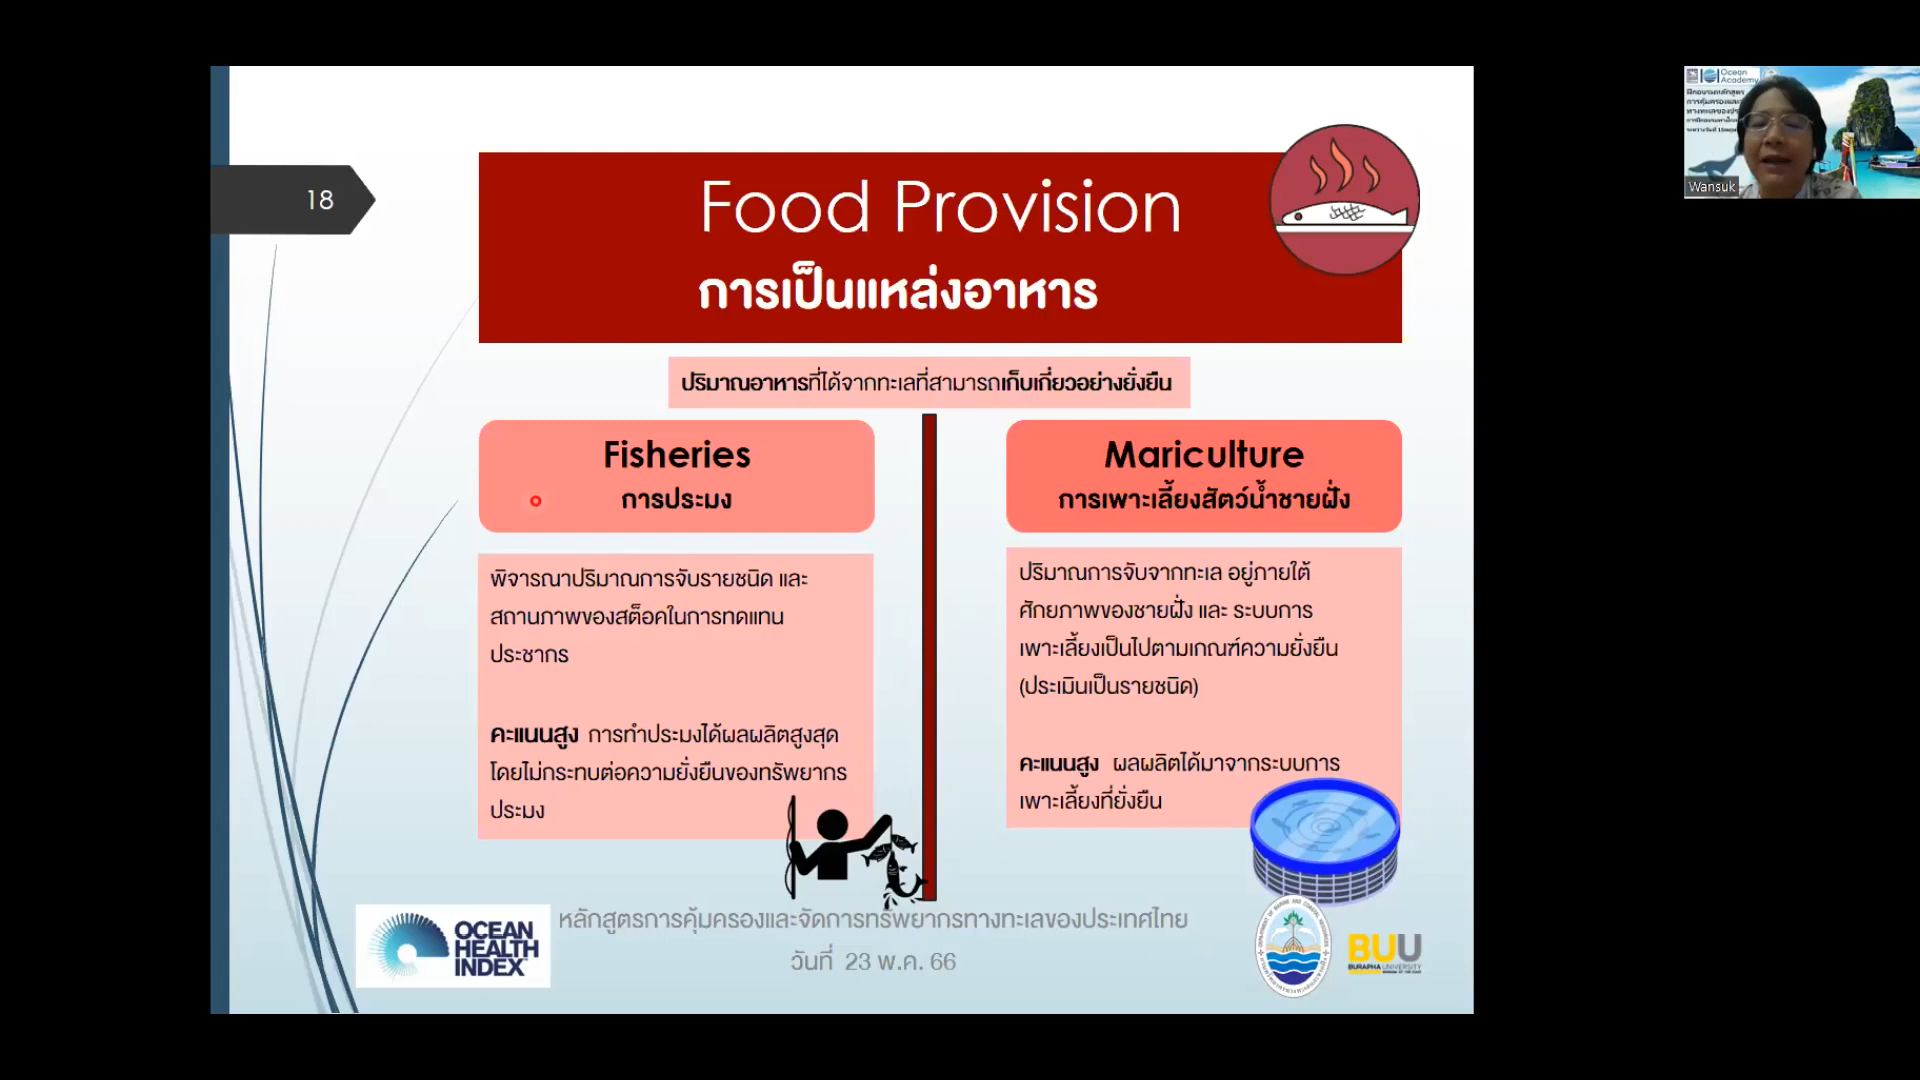 18
Food Provision
การเป็นแหล่งอาหาร
ปริมาณอาหารที่ได้จากทะเลที่สามารถเก็บเกี่ยวอย่างยั่งยืน
Fisheries
การประมง
พิจารณาปริมาณการจับรายชนิด และ
สถานภาพของสต็อคในการทดแทน
ประชากร
คะแนนสูง การทำประมงได้ผลผลิตสูงสุด
โดยไม่กระทบต่อความยั่งยืนของทรัพยากร
ประมง
Mariculture
การเพาะเลี้ยงสัตว์น้ำชายฝั่ง
ปริมาณการจับจากทะเล อยู่ภายใต้
ศักยภาพของชายฝั่ง และ ระบบการ
เพาะเลี้ยงเป็นไปตามเกณฑ์ความยั่งยืน
(ประเมินเป็นรายชนิด)
คะแนนสูง ผลผลิตได้มาจากระบบการ
เพาะเลี้ยงที่ยั่งยืน
OCEAN
HEALTH
INDEX
หลักสูตรการคุ้มครองและจัดการทรัพยากรทางทะเลของประเทศไทย
วันที่ 23 พ.ค. 66
BUU
BURAPHA UNIVERSITY
Ocean
Academy
Wansuk